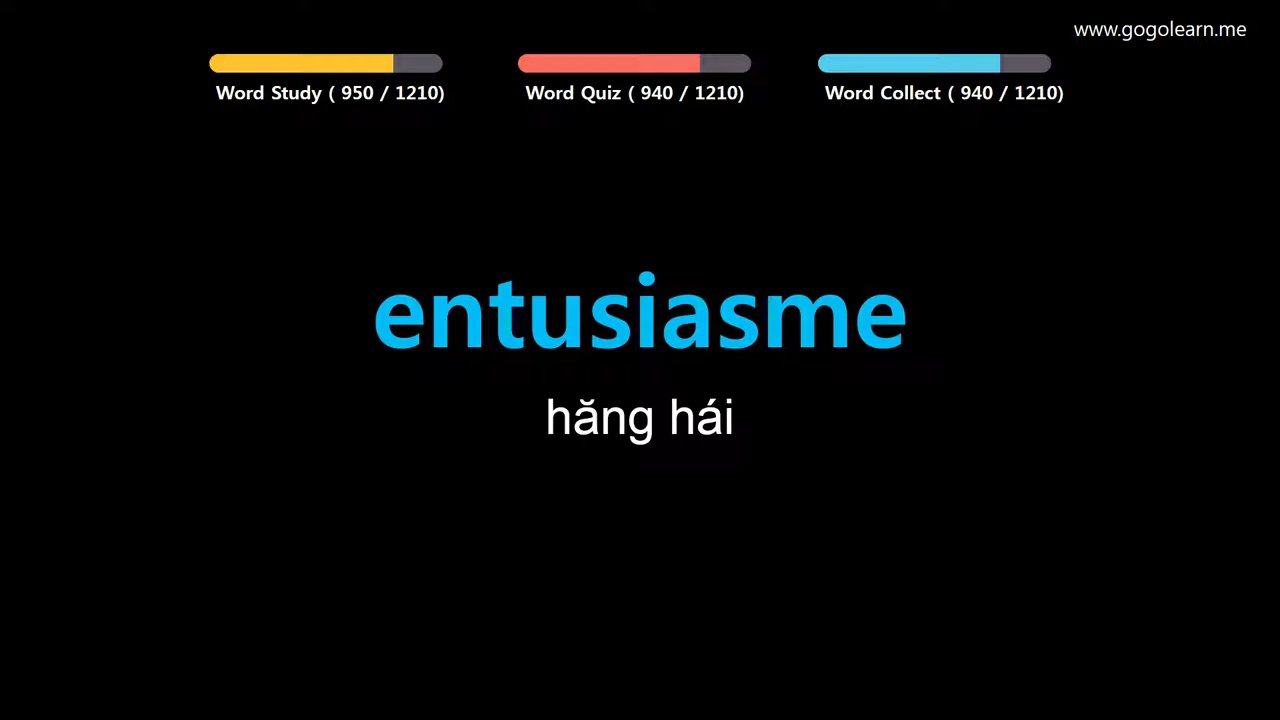 www.gogolearn.me
Word Study ( 950 / 1210)
Word Quiz ( 940 / 1210)
Word Collect ( 940 / 1210)
entusiasme
hăng hái